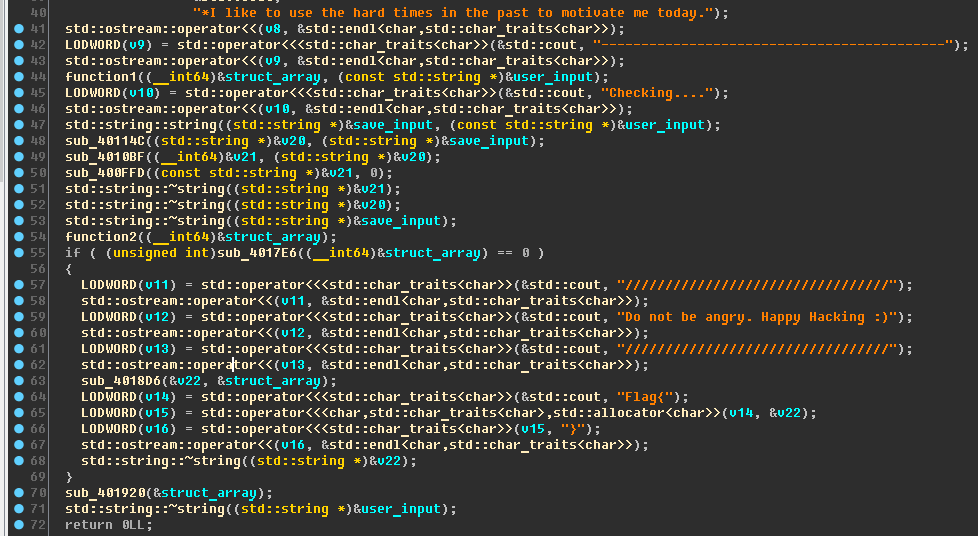 40 "*I like to use the hard times in the past to motivate me today.");
41 std::ostream::operator<<(v8, &std::endl<char,std::char_traits<char>>);
42 LODWORD(v9) = std::operator<<<std::char_traits<char>>(&std::cout, "--------------------------------------------");
43 std::ostream::operator<<(v9, &std::endl<char,std::char_traits<char>>);
44 function1((__int64)&struct_array, (const std::string *)&user_input);
45 LODWORD(v10) = std::operator<<<std::char_traits<char>>(&std::cout, "Checking....");
46 std::ostream::operator<<(v10, &std::endl<char,std::char_traits<char>>);
47 std::string::string((std::string *)&save_input, (const std::string *)&user_input);
48 sub_40114C((std::string *)&v20, (std::string *)&save_input);
49 sub_4010BF((__int64)&v21, (std::string *)&v20);
50 sub_400FFD((const std::string *)&v21, 0);
51 std::string::~string((std::string *)&v21);
52 std::string::~string((std::string *)&v20);
53 std::string::~string((std::string *)&save_input);
54 function2((__int64)&struct_array);
55 if ( (unsigned int)sub_4017E6((__int64)&struct_array) == 0 )
56 {
57 LODWORD(v11) = std::operator<<<std::char_traits<char>>(&std::cout, "/////////////////////////////////");
58 std::ostream::operator<<(v11, &std::endl<char,std::char_traits<char>>);
59 LODWORD(v12) = std::operator<<<std::char_traits<char>>(&std::cout, "Do not be angry. Happy Hacking :)");
60 std::ostream::operator<<(v12, &std::endl<char,std::char_traits<char>>);
61 LODWORD(v13) = std::operator<<<std::char_traits<char>>(&std::cout, "/////////////////////////////////");
62 std::ostream::operator<<(v13, &std::endl<char,std::char_traits<char>>);
63 sub_4018D6(&v22, &struct_array);
64 LODWORD(v14) = std::operator<<<std::char_traits<char>>(&std::cout, "Flag{");
65 LODWORD(v15) = std::operator<<<char,std::char_traits<char>,std::allocator<char>>(v14, &v22);
66 LODWORD(v16) = std::operator<<<std::char_traits<char>>(v15, "}");
67 std::ostream::operator<<(v16, &std::endl<char,std::char_traits<char>>);
68 std::string::~string((std::string *)&v22);
69 }
70 sub_401920(&struct_array);
71 std::string::~string((std::string *)&user_input);
72 return 0LL;